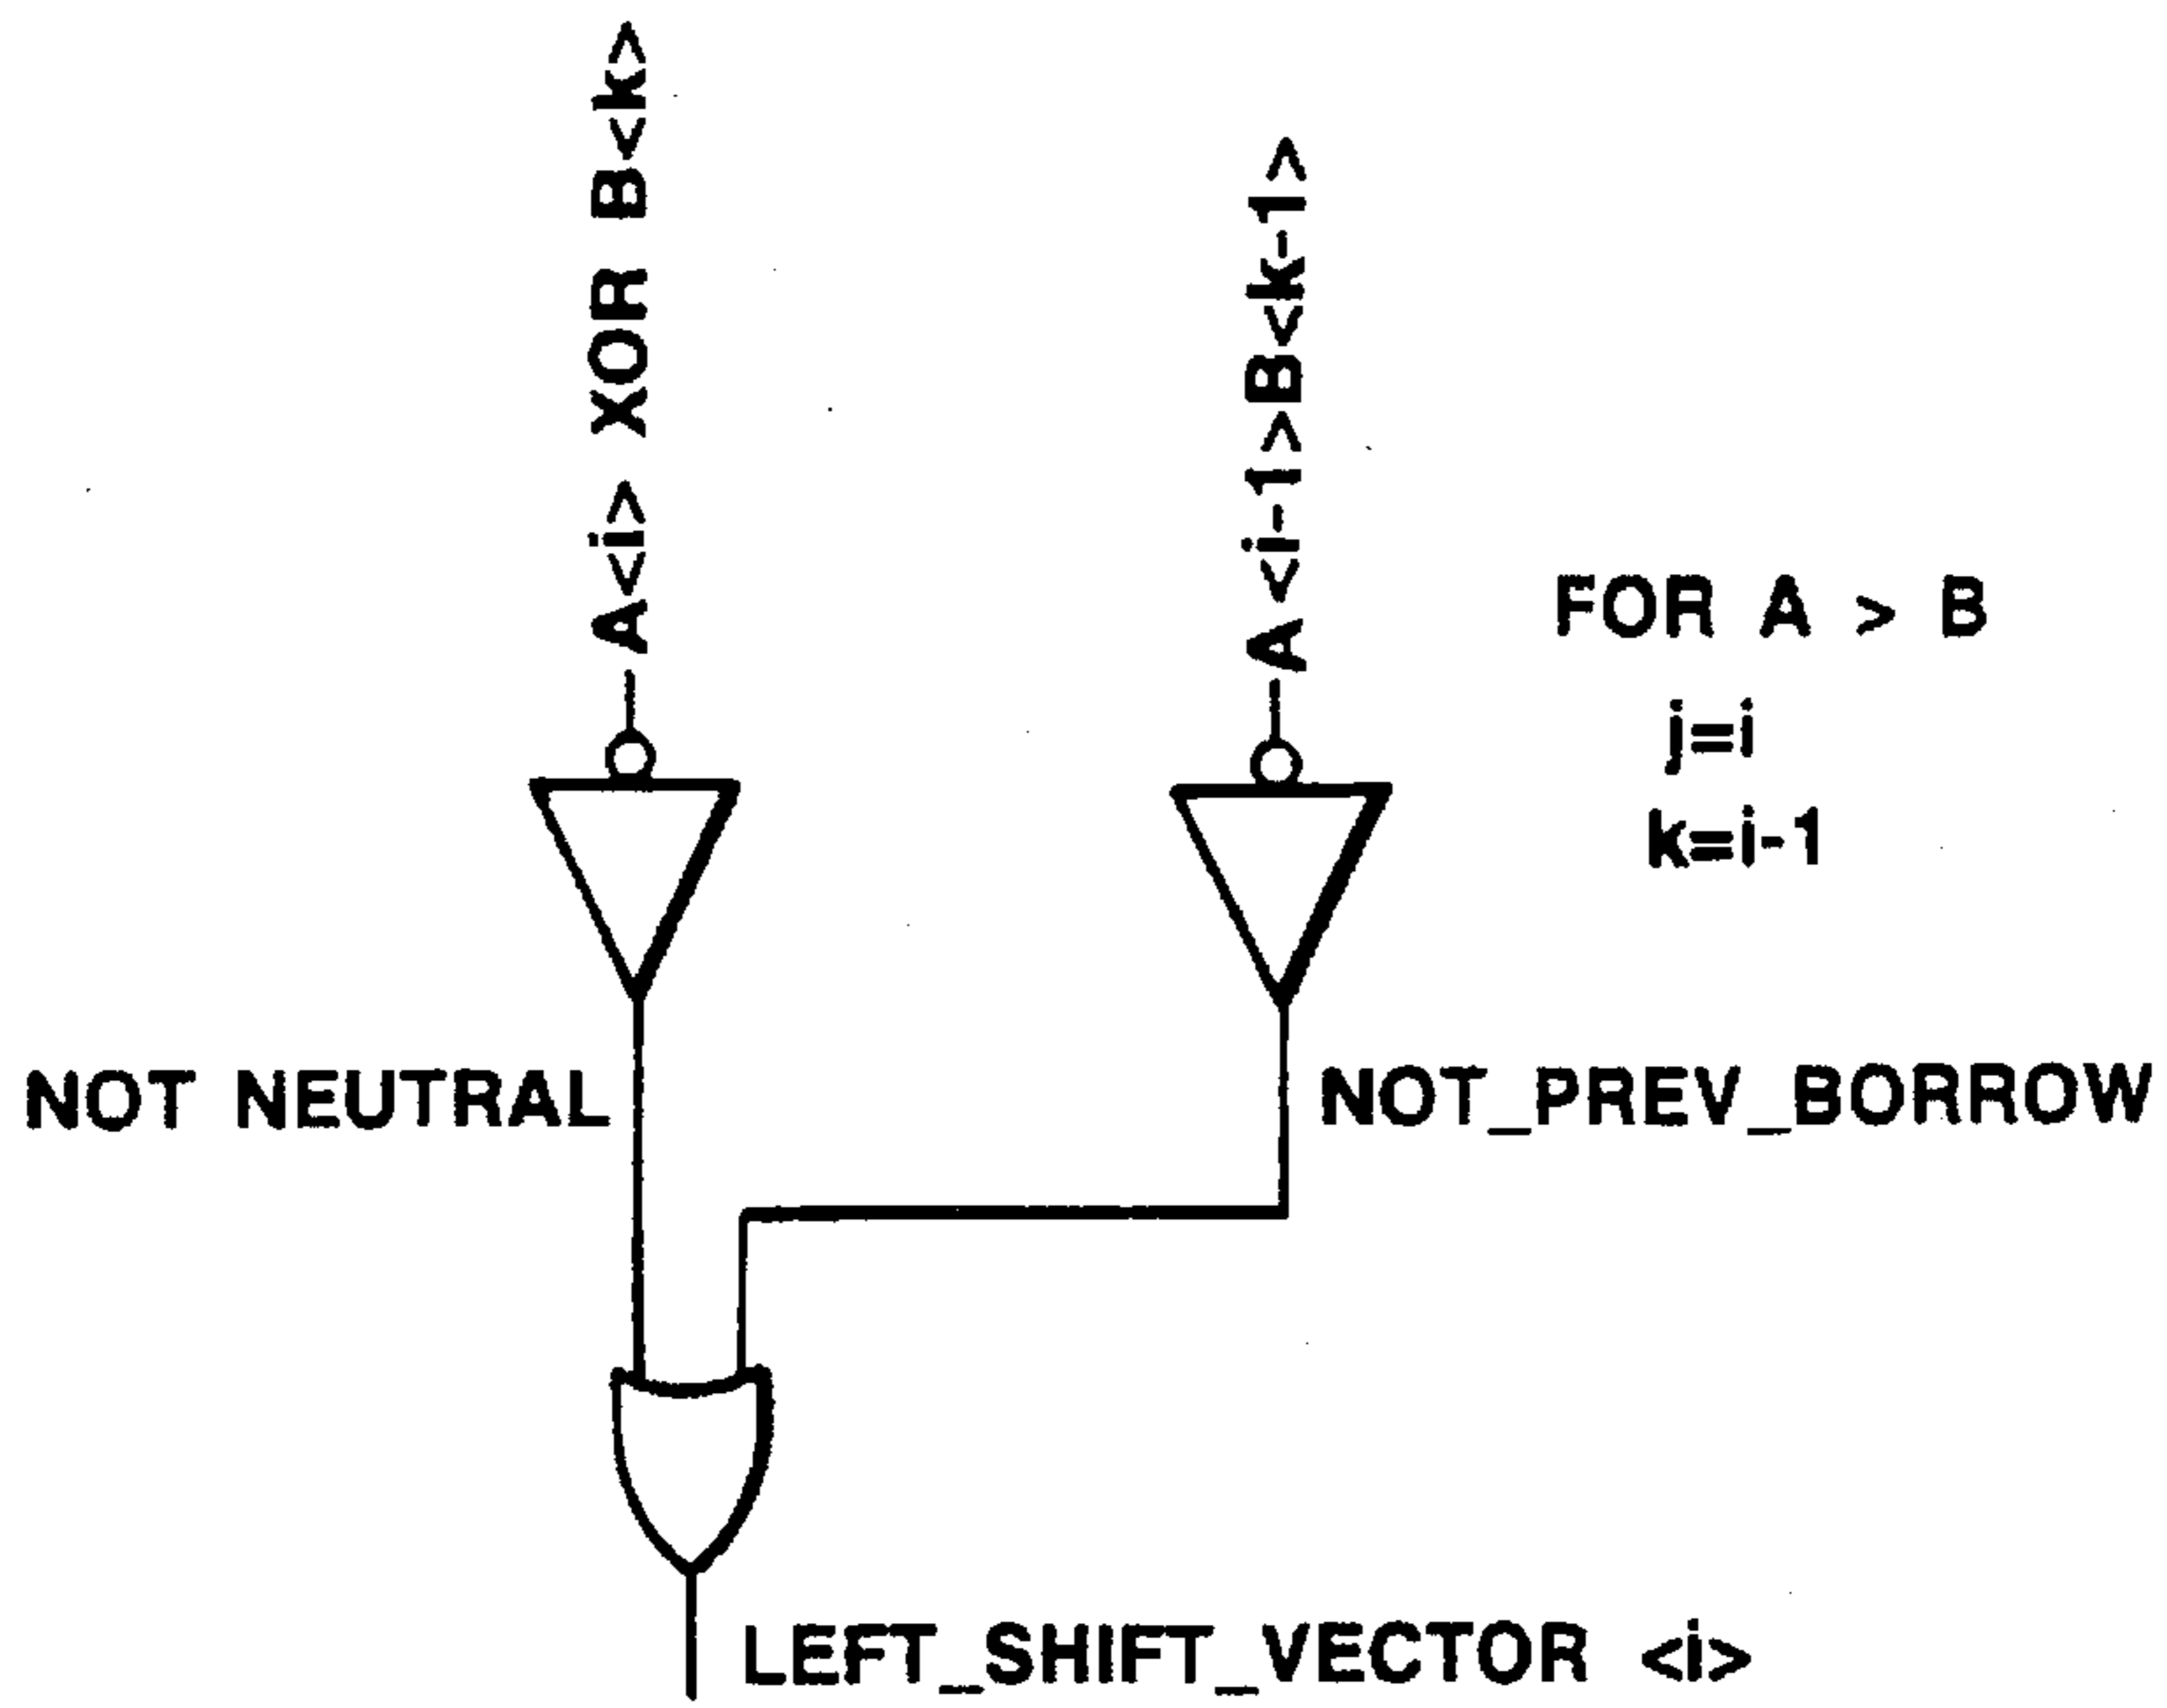 A<i> XOR B<k>
A<i-1>B<k-1>
FOR A > B
j=i
k=i-1
NOT NEUTRAL
NOT_PREV_BORROW
LEFT_SHIFT_VECTOR <i>